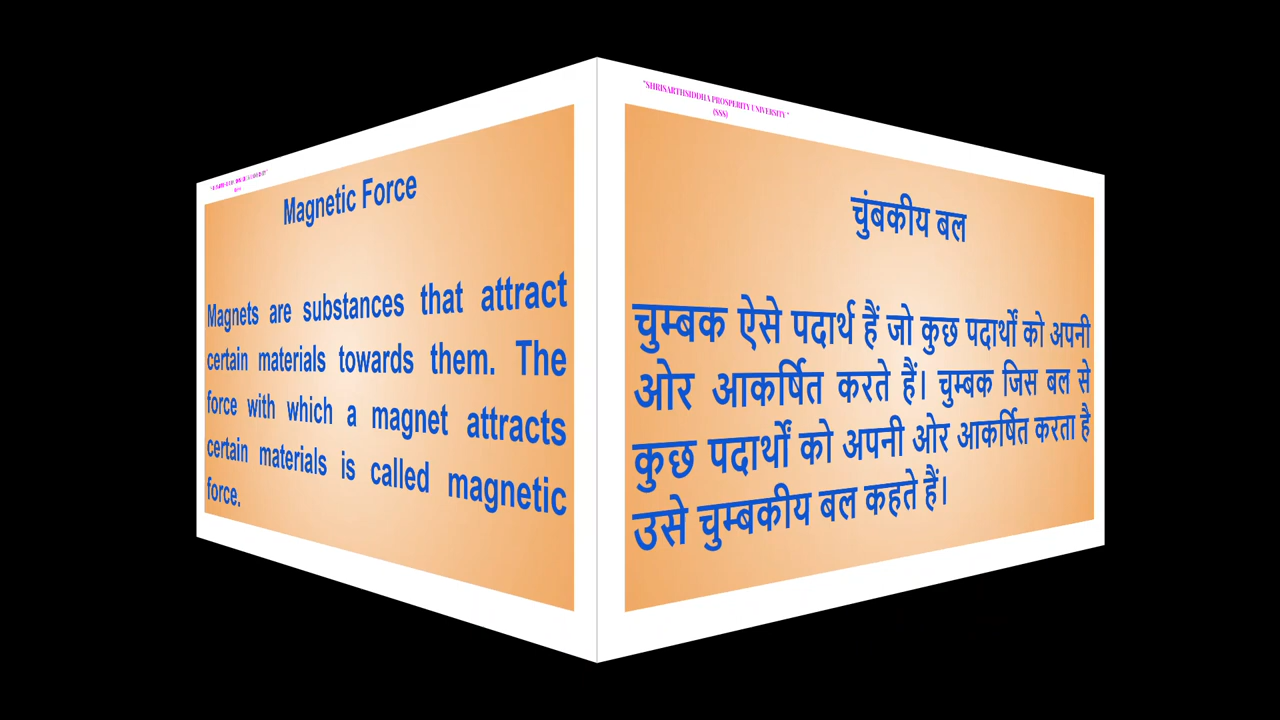 Magnetic Force
Magnets are substances that attract
certain materials towards them. The
force with which a magnet attracts
certain materials is called magnetic
force.
"SHRISARTHSIDDHA PROSPERITY UNIVERSITY"
(SSS)
चुंबकीय बल
चुम्बक ऐसे पदार्थ हैं जो कुछ पदार्थों को अपनी
ओर आकर्षित करते हैं। चुम्बक जिस बल से
कुछ पदार्थों को अपनी ओर आकर्षित करता है
उसे चुम्बकीय बल कहते हैं।